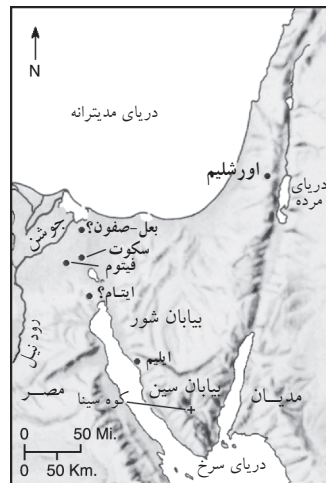 N
دریای مدیترانه
اورشلیم
دریای
مرده
بعل-صفون؟
جوشن
سکوت
فیتوم
ایتام؟
بیابان شور
رود نیل
ایلیم
بیابان سین
مدیان
مصر
کوه سینا
0 50 Mi.
0 50 Km.
دریای سرخ